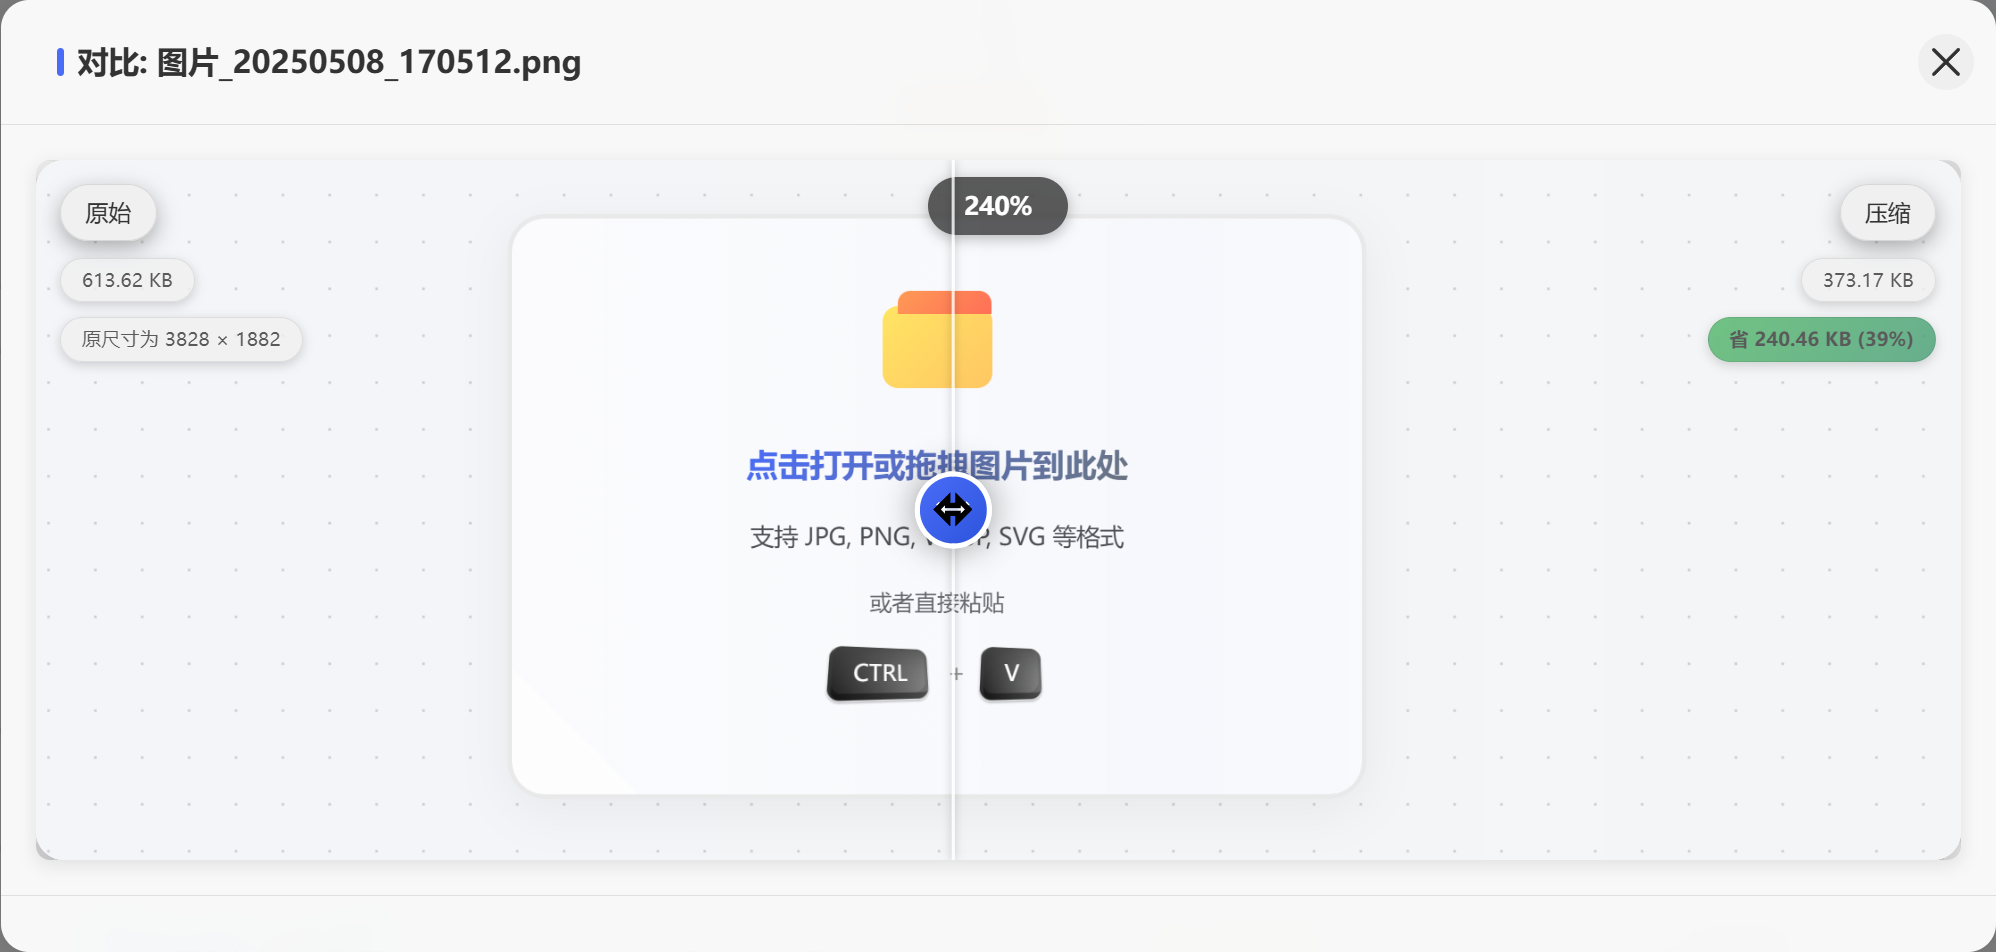 对比: 图片_20250508_170512.png
原始
240%
压缩
613.62 KB
373.17 KB
原尺寸为 3828 × 1882
省 240.46 KB (39%)
点击打开或拖拽图片到此处
支持 JPG, PNG, SVG 等格式
或者直接粘贴
CTRL + V